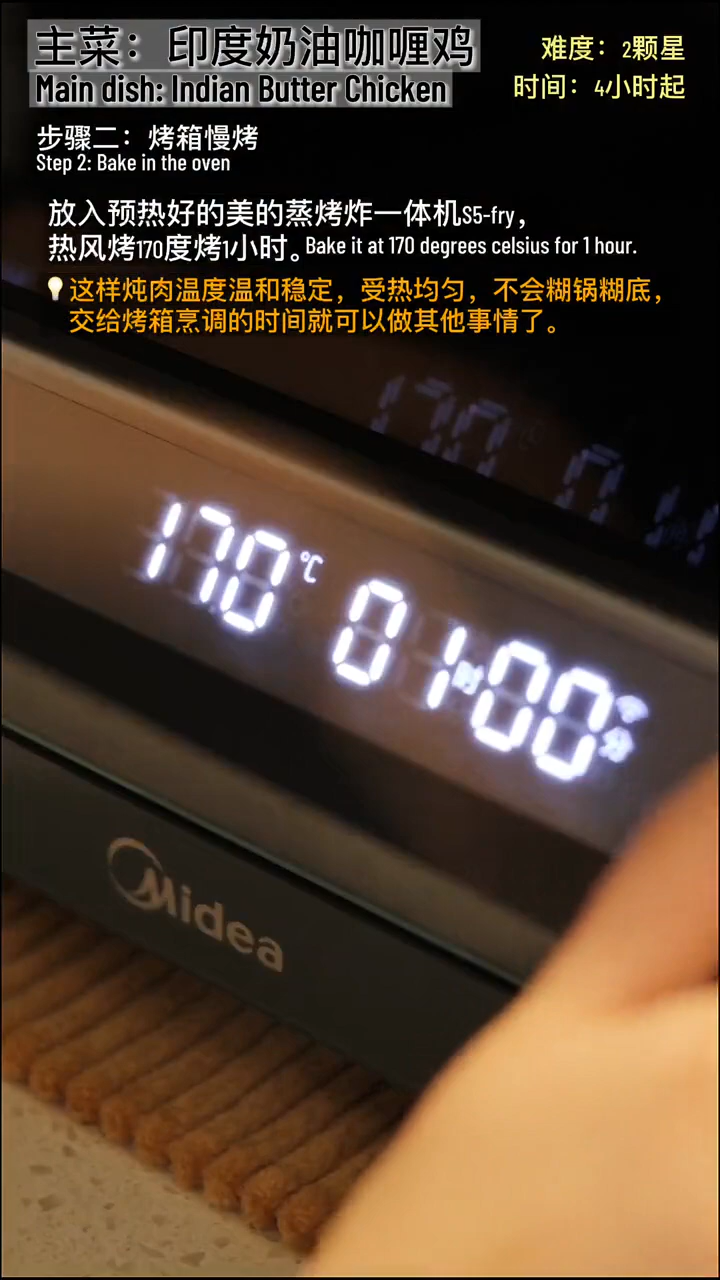 主菜：印度奶油咖喱鸡
Main dish: Indian Butter Chicken
难度：2颗星
时间：4小时起
步骤二：烤箱慢烤
Step 2: Bake in the oven
放入预热好的美的蒸烤炸一体机S5-fry，
热风烤170度烤1小时。Bake it at 170 degrees celsius for 1 hour.
这样炖肉温度温和稳定，受热均匀，不会糊锅糊底，
交给烤箱烹调的时间就可以做其他事情了。
170℃ 01时00分
Midea